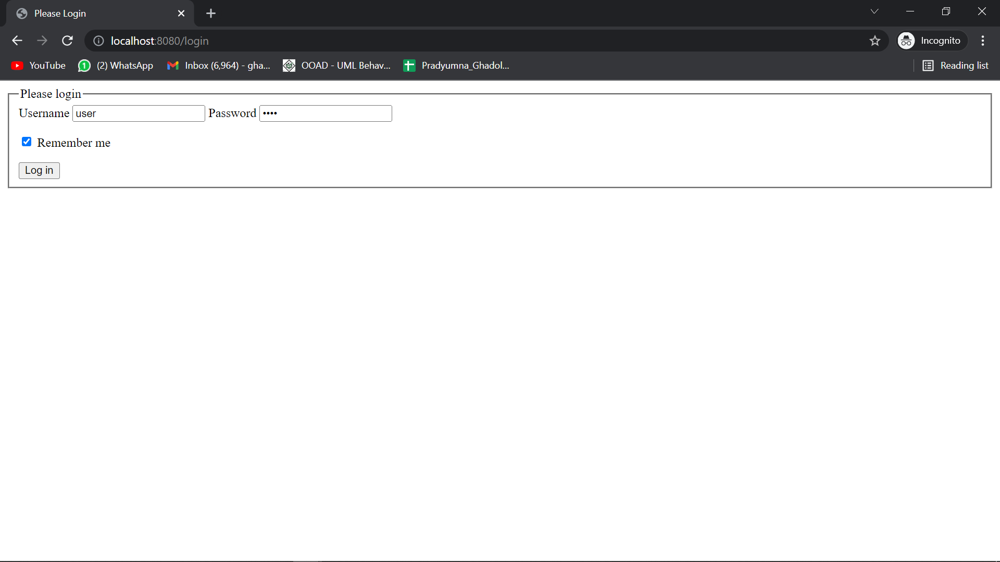 Please Login
localhost:8080/login
Incognito
YouTube (2) WhatsApp Inbox (6,964) - gha... OOAD - UML Behav... Pradyumna_Ghadol... Reading list
Please login
Username user Password ••••
Remember me
Log in